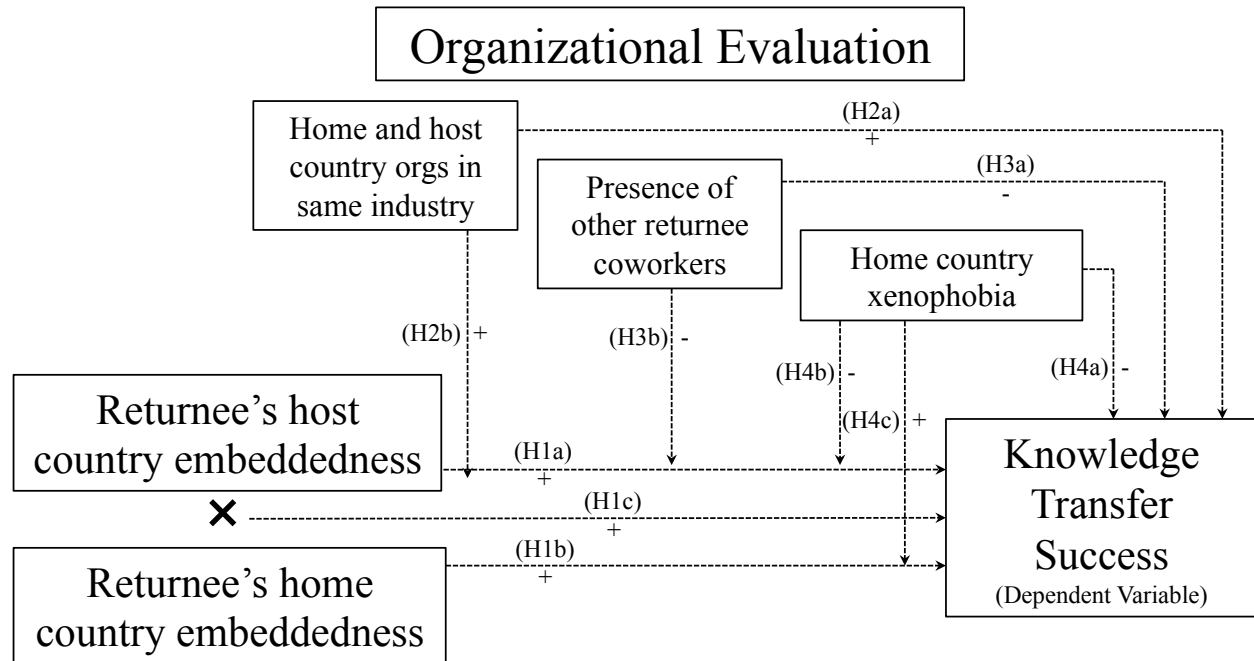 Organizational Evaluation
Home and host
country orgs in
same industry
(H2a)
+
Presence of
other returnee
coworkers
(H3a)
-
Home country
xenophobia
(H2b) +
(H3b) -
(H4b) -
(H4a) -
(H4c) +
Returnee’s host
country embeddedness
(H1a)
+
×
(H1c)
+
Returnee’s home
country embeddedness
(H1b)
+
Knowledge
Transfer
Success
(Dependent Variable)